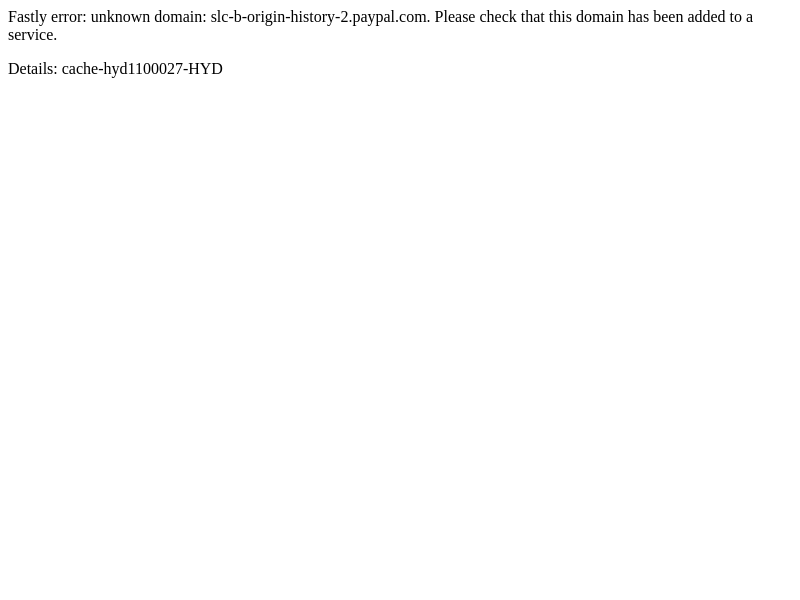 Fastly error: unknown domain: slc-b-origin-history-2.paypal.com. Please check that this domain has been added to a
service.
Details: cache-hyd1100027-HYD